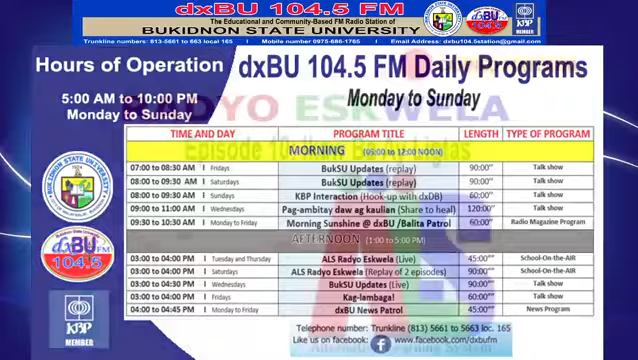 dxBU 104.5 FM
The Educational and Community-Based FM Radio Station of
BUKIDNON STATE UNIVERSITY
Trunkline numbers: 813-5661 to 663 local 165 I Mobile number 0975-686-1765 I Email Address: dxbu104.5station@gmail.com
KBP
Hours of Operation
5:00 AM to 10:00 PM
Monday to Sunday
BUKIDNON STATE UNIVERSITY
dxBU FM
104.5
KBP
MEMBER
dxBU 104.5 FM Daily Programs
Monday to Sunday
RADYO ESKWELA
TIME AND DAY PROGRAM TITLE LENGTH TYPE OF PROGRAM
MORNING (05:00 to 12:00 NOON)
07:00 to 08:30 AM I Fridays BukSU Updates (replay) 90:00" Talk show
08:00 to 09:30 AM I Saturdays BukSU Updates (replay) 90:00" Talk show
08:00 to 09:30 AM I Sundays KBP Interaction (Hook-up with dxDB) 60:00" Talk show
09:00 to 11:00 AM I Wednesdays Pag-ambitay daw ag kaulian (Share to heal) 120:00" Talk show
09:30 to 10:30 AM I Monday to Friday Morning Sunshine @ dxBU /Balita Patrol 60:00" Radio Magazine Program
AFTERNOON (1:00 to 5:00 PM)
03:00 to 04:00 PM I Tuesday and Thursday ALS Radyo Eskwela (Live) 45:00" School-On-the-AIR
03:00 to 04:00 PM I Saturdays ALS Radyo Eskwela (Replay of 2 episodes) 90:00" School-On-the-AIR
03:00 to 04:30 PM I Wednesdays BukSU Updates (Live) 90:00" Talk show
03:00 to 04:00 PM I Fridays Kag-lambaga! 60:00" Talk show
04:00 to 04:45 PM I Monday to Friday dxBU News Patrol 45:00" News Program
Telephone number: Trunkline (813) 5661 to 5663 loc. 165
Like us on facebook: www.facebook.com/dxbufm